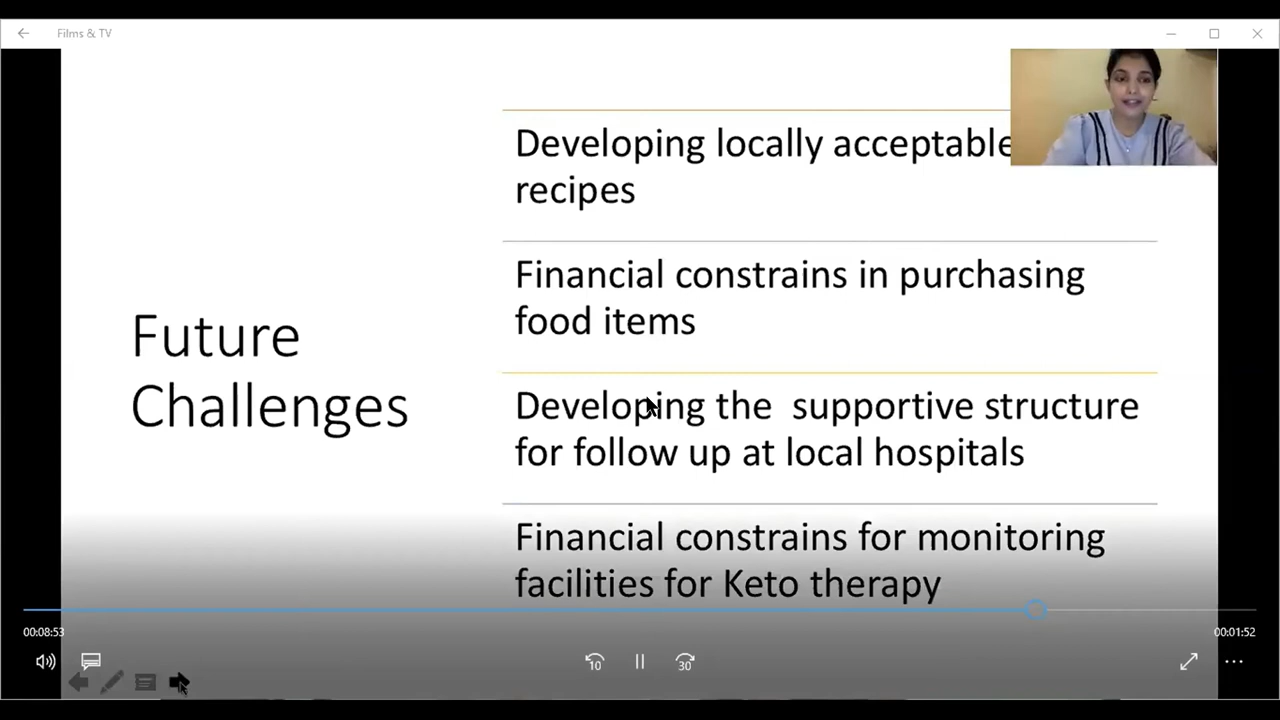 Films & TV
Developing locally acceptable
recipes
Financial constrains in purchasing
food items
Future
Challenges
Developing the  supportive structure
for follow up at local hospitals
Financial constrains for monitoring
facilities for Keto therapy
00:08:53
00:01:52
10
30